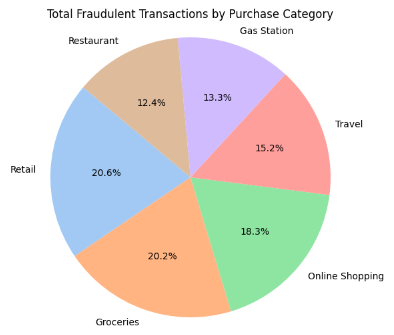 Total Fraudulent Transactions by Purchase Category
Gas Station
Restaurant
13.3%
12.4%
Travel
15.2%
Retail
20.6%
18.3%
20.2%
Online Shopping
Groceries